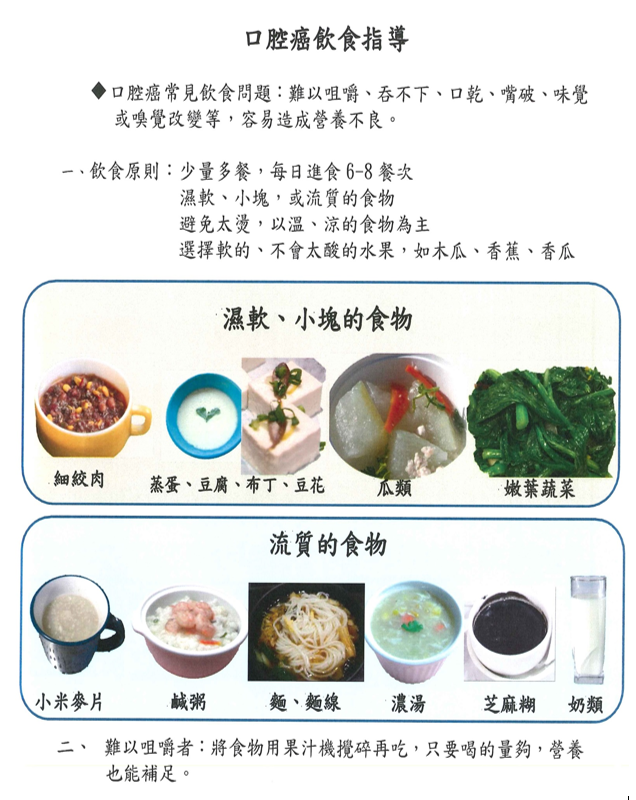 口腔癌飲食指導
◆口腔癌常見飲食問題：難以咀嚼、吞不下、口乾、嘴破、味覺
或嗅覺改變等，容易造成營養不良。
一、飲食原則：少量多餐，每日進食 6-8 餐次
濕軟、小塊，或流質的食物
避免太燙，以溫、涼的食物為主
選擇軟的、不會太酸的水果，如木瓜、香蕉、香瓜
濕軟、小塊的食物
細絞肉 蒸蛋、豆腐、布丁、豆花 瓜類 嫩葉蔬菜
流質的食物
小米麥片 鹹粥 麵、麵線 濃湯 芝麻糊 奶類
二、 難以咀嚼者：將食物用果汁機攪碎再吃，只要喝的量夠，營養
也能補足。